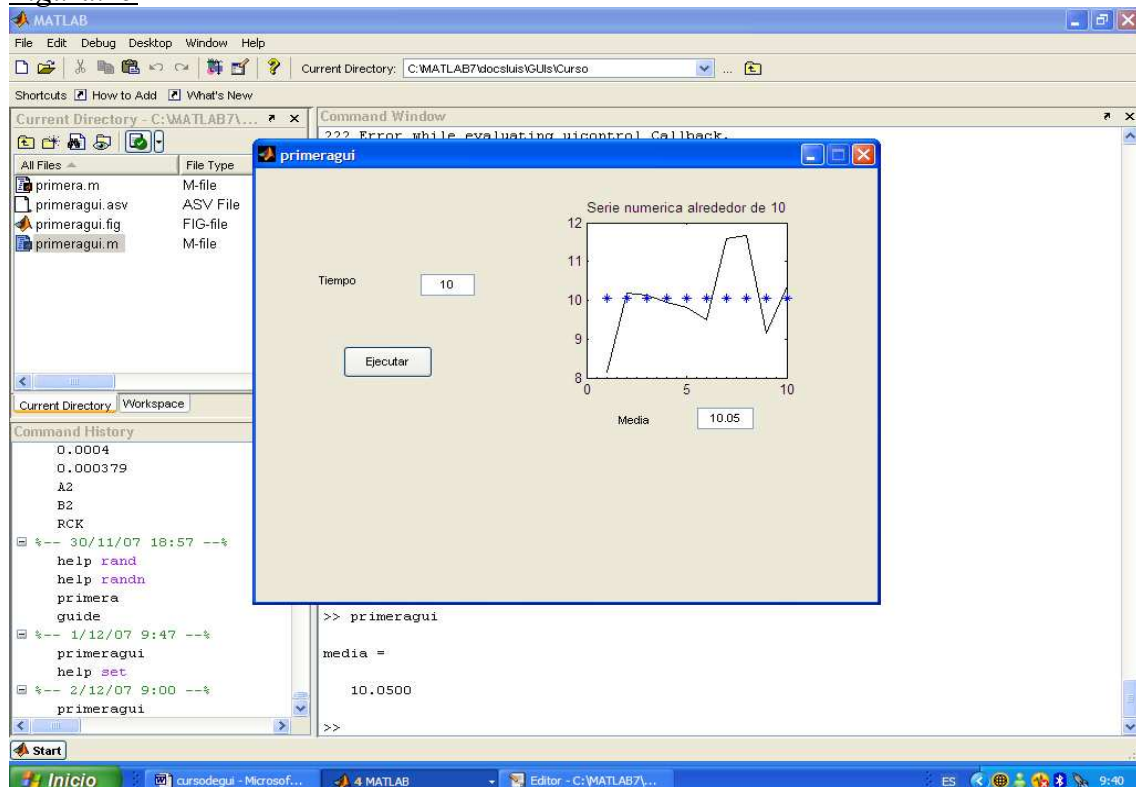 MATLAB
File Edit Debug Desktop Window Help
Current Directory: C:\MATLAB7\docsluis\GUIs\Curso ...
Shortcuts How to Add What's New
Current Directory - C:\MATLAB7\...
All Files File Type
primera.m M-file
primeragui.asv ASV File
primeragui.fig FIG-file
primeragui.m M-file
Current Directory Workspace
Command History
0.0004
0.000379
A2
B2
RCK
%-- 30/11/07 18:57 --%
help rand
help randn
primera
guide
%-- 1/12/07 9:47 --%
primeragui
help set
%-- 2/12/07 9:00 --%
primeragui
Command Window
??? Error while evaluating uicontrol Callback.
primeragui
Tiempo 10
Ejecutar
Serie numerica alrededor de 10
12
11
10
9
8
0 5 10
Media 10.05
>> primeragui
media =
10.0500
>>
Start
Inicio cursodegui - Microsof... 4 MATLAB Editor - C:\MATLAB7\... ES 9:40